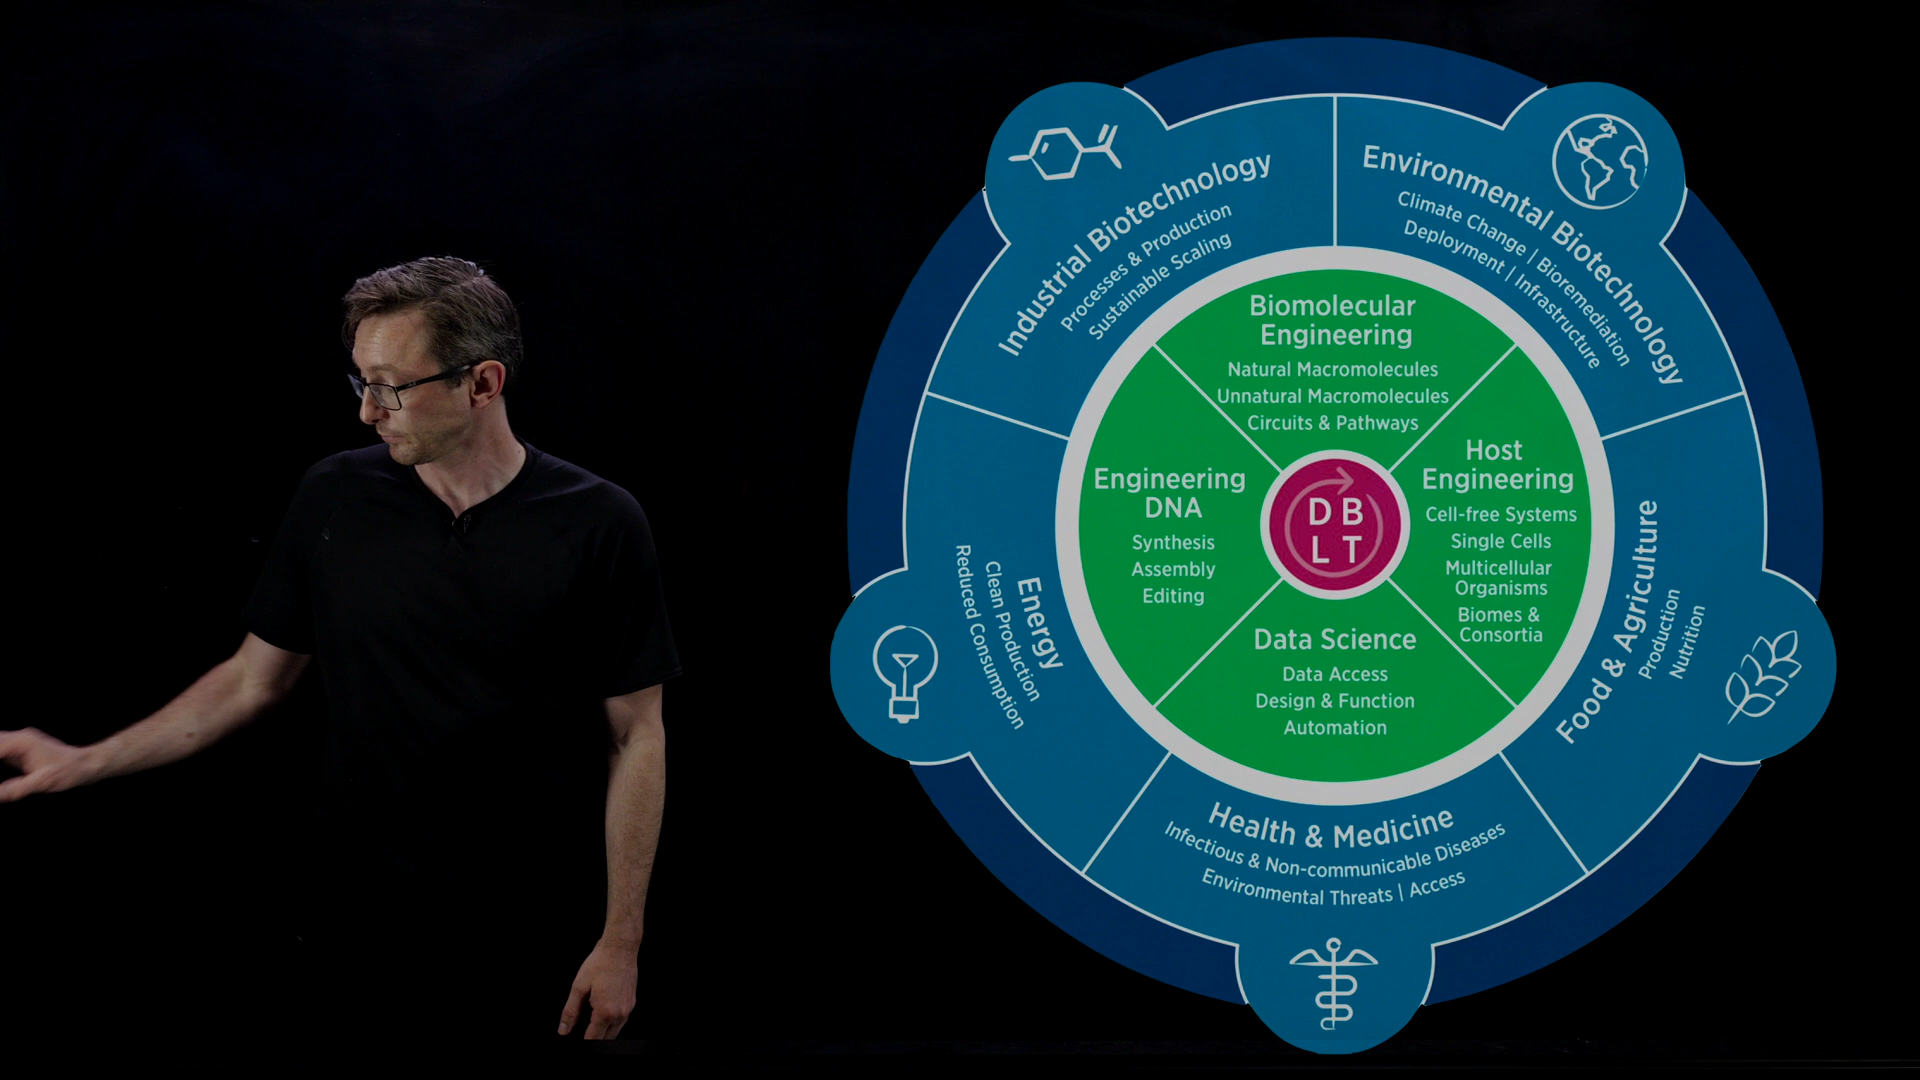 Industrial Biotechnology
Processes & Production
Sustainable Scaling
Environmental Biotechnology
Climate Change | Bioremediation
Deployment | Infrastructure
Biomolecular
Engineering
Natural Macromolecules
Unnatural Macromolecules
Circuits & Pathways
Engineering
DNA
Synthesis
Assembly
Editing
D B
L T
Host
Engineering
Cell-free Systems
Single Cells
Multicellular
Organisms
Biomes &
Consortia
Data Science
Data Access
Design & Function
Automation
Energy
Clean Production
Reduced Consumption
Food & Agriculture
Production
Nutrition
Health & Medicine
Infectious & Non-communicable Diseases
Environmental Threats | Access